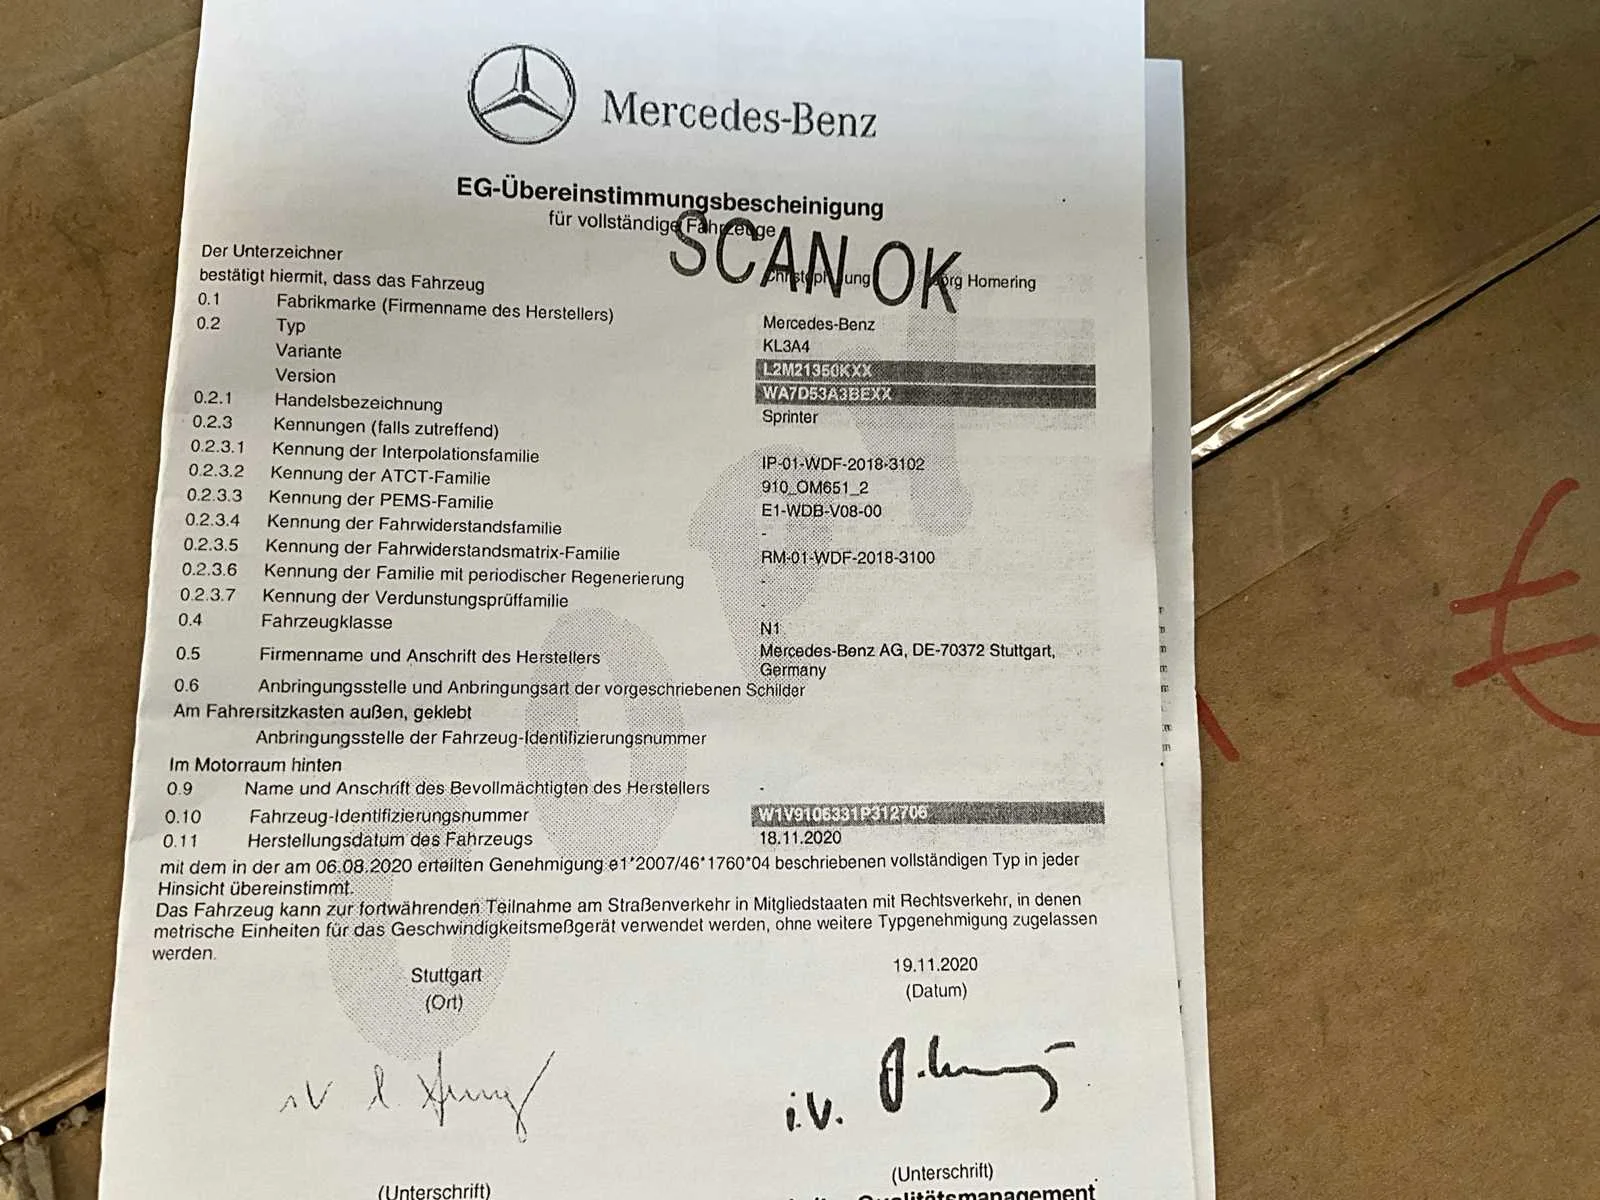 Mercedes-Benz
EG-Übereinstimmungsbescheinigung
für vollständige Fahrzeuge
SCAN OK
Der Unterzeichner
bestätigt hiermit, dass das Fahrzeug Homering
0.1 Fabrikmarke (Firmenname des Herstellers) Mercedes-Benz
0.2 Typ KL3A4
Variante L2M21350KXX
Version WA7D53A3BEXX
0.2.1 Handelsbezeichnung Sprinter
0.2.3 Kennungen (falls zutreffend)
0.2.3.1 Kennung der Interpolationsfamilie IP-01-WDF-2018-3102
0.2.3.2 Kennung der ATCT-Familie 910_OM651_2
0.2.3.3 Kennung der PEMS-Familie E1-WDB-V08-00
0.2.3.4 Kennung der Fahrwiderstandsfamilie -
0.2.3.5 Kennung der Fahrwiderstandsmatrix-Familie RM-01-WDF-2018-3100
0.2.3.6 Kennung der Familie mit periodischer Regenerierung -
0.2.3.7 Kennung der Verdunstungsprüffamilie -
0.4 Fahrzeugklasse N1
0.5 Firmenname und Anschrift des Herstellers Mercedes-Benz AG, DE-70372 Stuttgart,
Germany
0.6 Anbringungsstelle und Anbringungsart der vorgeschriebenen Schilder
Am Fahrersitzkasten außen, geklebt
Anbringungsstelle der Fahrzeug-Identifizierungsnummer
Im Motorraum hinten
0.9 Name und Anschrift des Bevollmächtigten des Herstellers -
0.10 Fahrzeug-Identifizierungsnummer W1V9106331P312706
0.11 Herstellungsdatum des Fahrzeugs 18.11.2020
mit dem in der am 06.08.2020 erteilten Genehmigung e1*2007/46*1760*04 beschriebenen vollständigen Typ in jeder
Hinsicht übereinstimmt.
Das Fahrzeug kann zur fortwährenden Teilnahme am Straßenverkehr in Mitgliedstaaten mit Rechtsverkehr, in denen
metrische Einheiten für das Geschwindigkeitsmeßgerät verwendet werden, ohne weitere Typgenehmigung zugelassen
werden.
Stuttgart 19.11.2020
(Ort) (Datum)
i.V.
(Unterschrift) (Unterschrift)
Qualitätsmanagement